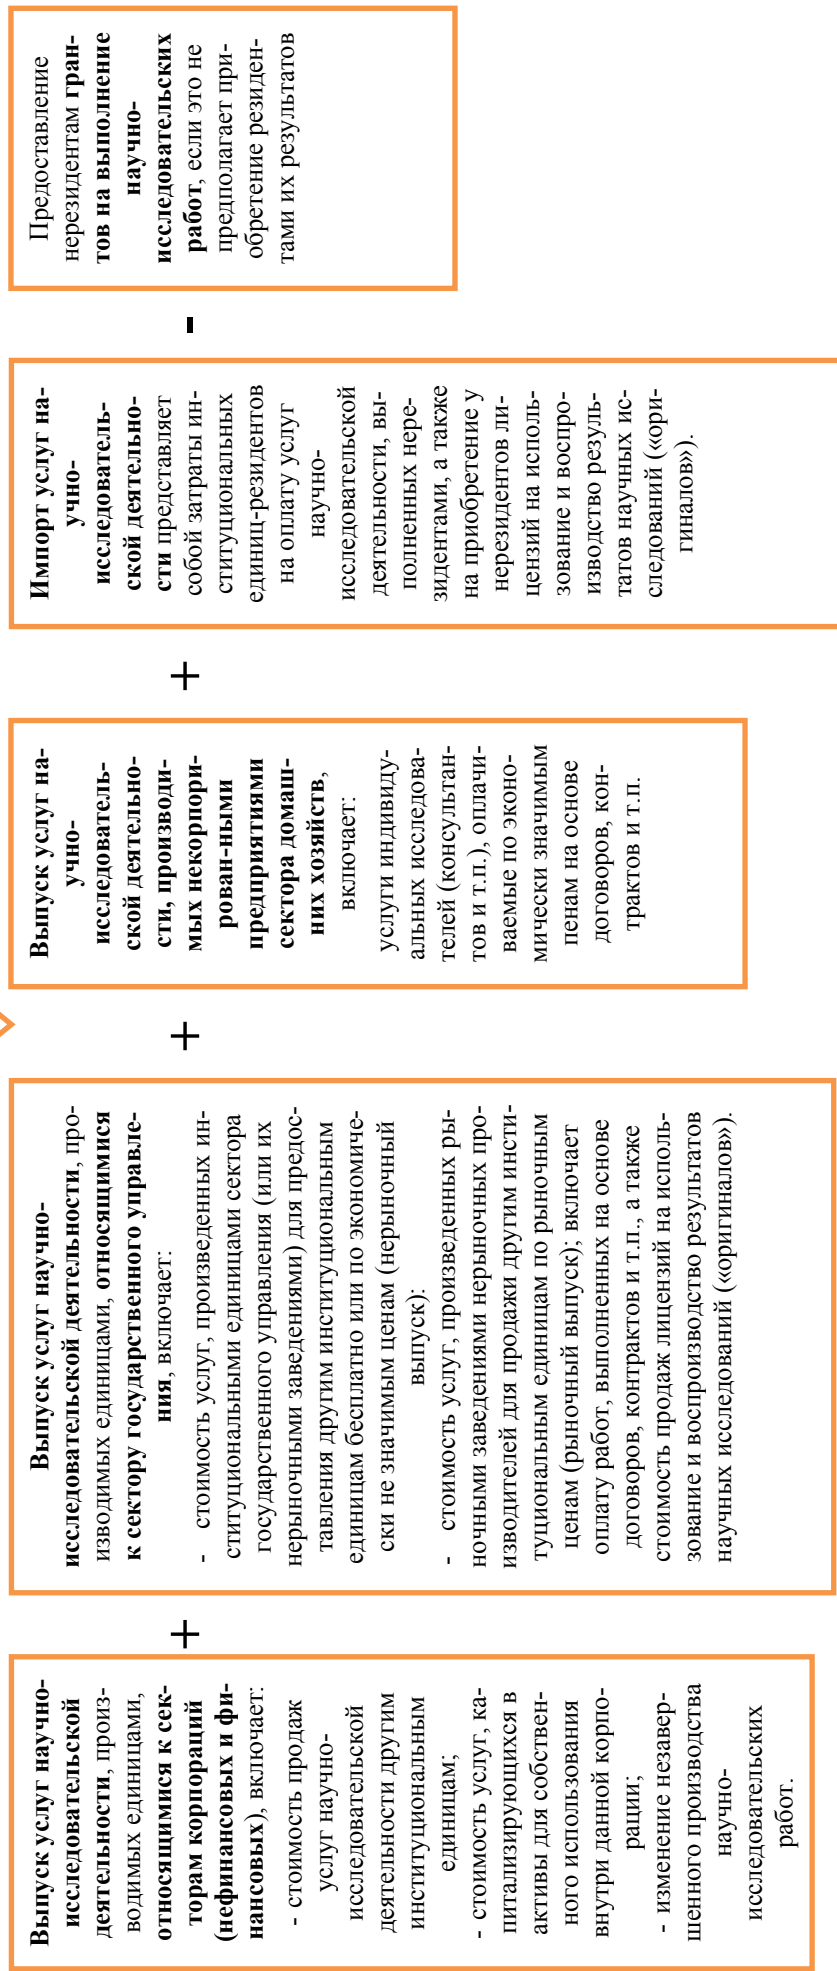 Выпуск услуг научно-
исследовательской
деятельности, произ-
водимых единицами,
относящимися к сек-
торам корпораций
(нефинансовых и фи-
нансовых), включает:
- стоимость продаж
услуг научно-
исследовательской
деятельности другим
институциональным
единицам;
- стоимость услуг, ка-
питализирующихся в
активы для собствен-
ного использования
внутри данной корпо-
рации;
- изменение незавер-
шенного производства
научно-
исследовательских
работ.
+
Выпуск услуг научно-
исследовательской деятельности, про-
изводимых единицами, относящимися
к сектору государственного управле-
ния, включает:
- стоимость услуг, произведенных ин-
ституциональными единицами сектора
государственного управления (или их
нерыночными заведениями) для предос-
тавления другим институциональным
единицам бесплатно или по экономиче-
ски не значимым ценам (нерыночный
выпуск):
- стоимость услуг, произведенных ры-
ночными заведениями нерыночных про-
изводителей для продажи другим инсти-
туциональным единицам по рыночным
ценам (рыночный выпуск); включает
оплату работ, выполненных на основе
договоров, контрактов и т.п., а также
стоимость продаж лицензий на исполь-
зование и воспроизводство результатов
научных исследований («оригиналов»).
+
Выпуск услуг на-
учно-
исследователь-
ской деятельно-
сти, производи-
мых некорпори-
рован-ными
предприятиями
сектора домаш-
них хозяйств,
включает:
услуги индивиду-
альных исследова-
телей (консультан-
тов и т.п.), оплачи-
ваемые по эконо-
мически значимым
ценам на основе
договоров, кон-
трактов и т.п.
+
Импорт услуг на-
учно-
исследователь-
ской деятельно-
сти представляет
собой затраты ин-
ституциональных
единиц-резидентов
на оплату услуг
научно-
исследовательской
деятельности, вы-
полненных нере-
зидентами, а также
на приобретение у
нерезидентов ли-
цензий на исполь-
зование и воспро-
изводство резуль-
татов научных ис-
следований («ори-
гиналов»).
-
Предоставление
нерезидентам гран-
тов на выполнение
научно-
исследовательских
работ, если это не
предполагает при-
обретение резиден-
тами их результатов